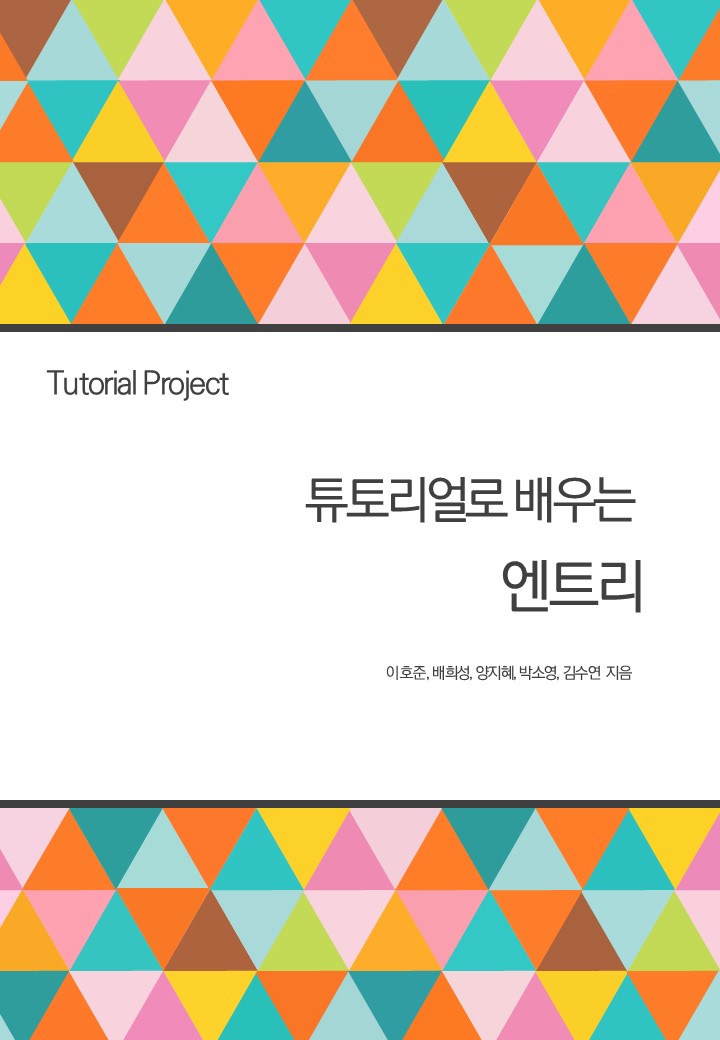 Tutorial Project
튜토리얼로 배우는
엔트리
이호준, 배희성, 양지혜, 박소영, 김수연 지음